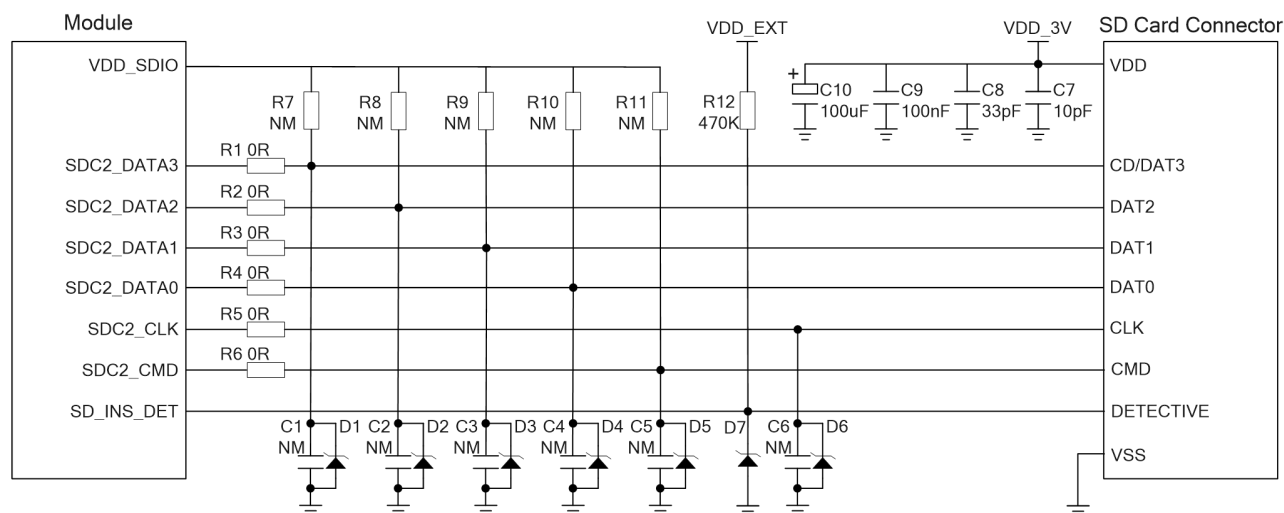 Module
VDD_EXT
VDD_3V
SD Card Connector
VDD_SDIO
VDD
R7
NM
R8
NM
R9
NM
R10
NM
R11
NM
R12
470K
+
C10
100uF
C9
100nF
C8
33pF
C7
10pF
SDC2_DATA3
R1 0R
CD/DAT3
SDC2_DATA2
R2 0R
DAT2
SDC2_DATA1
R3 0R
DAT1
SDC2_DATA0
R4 0R
DAT0
SDC2_CLK
R5 0R
CLK
SDC2_CMD
R6 0R
CMD
SD_INS_DET
DETECTIVE
C1
NM
D1
C2
NM
D2
C3
NM
D3
C4
NM
D4
C5
NM
D5
D7
C6
NM
D6
VSS